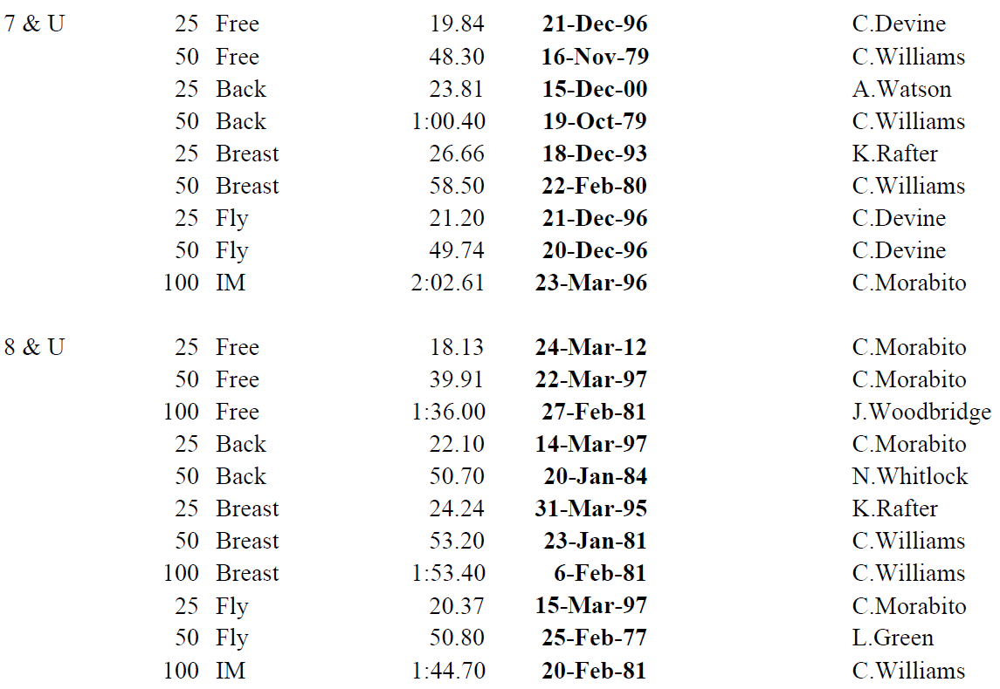 7 & U 25 Free 19.84 21-Dec-96 C.Devine
50 Free 48.30 16-Nov-79 C.Williams
25 Back 23.81 15-Dec-00 A.Watson
50 Back 1:00.40 19-Oct-79 C.Williams
25 Breast 26.66 18-Dec-93 K.Rafter
50 Breast 58.50 22-Feb-80 C.Williams
25 Fly 21.20 21-Dec-96 C.Devine
50 Fly 49.74 20-Dec-96 C.Devine
100 IM 2:02.61 23-Mar-96 C.Morabito
8 & U 25 Free 18.13 24-Mar-12 C.Morabito
50 Free 39.91 22-Mar-97 C.Morabito
100 Free 1:36.00 27-Feb-81 J.Woodbridge
25 Back 22.10 14-Mar-97 C.Morabito
50 Back 50.70 20-Jan-84 N.Whitlock
25 Breast 24.24 31-Mar-95 K.Rafter
50 Breast 53.20 23-Jan-81 C.Williams
100 Breast 1:53.40 6-Feb-81 C.Williams
25 Fly 20.37 15-Mar-97 C.Morabito
50 Fly 50.80 25-Feb-77 L.Green
100 IM 1:44.70 20-Feb-81 C.Williams